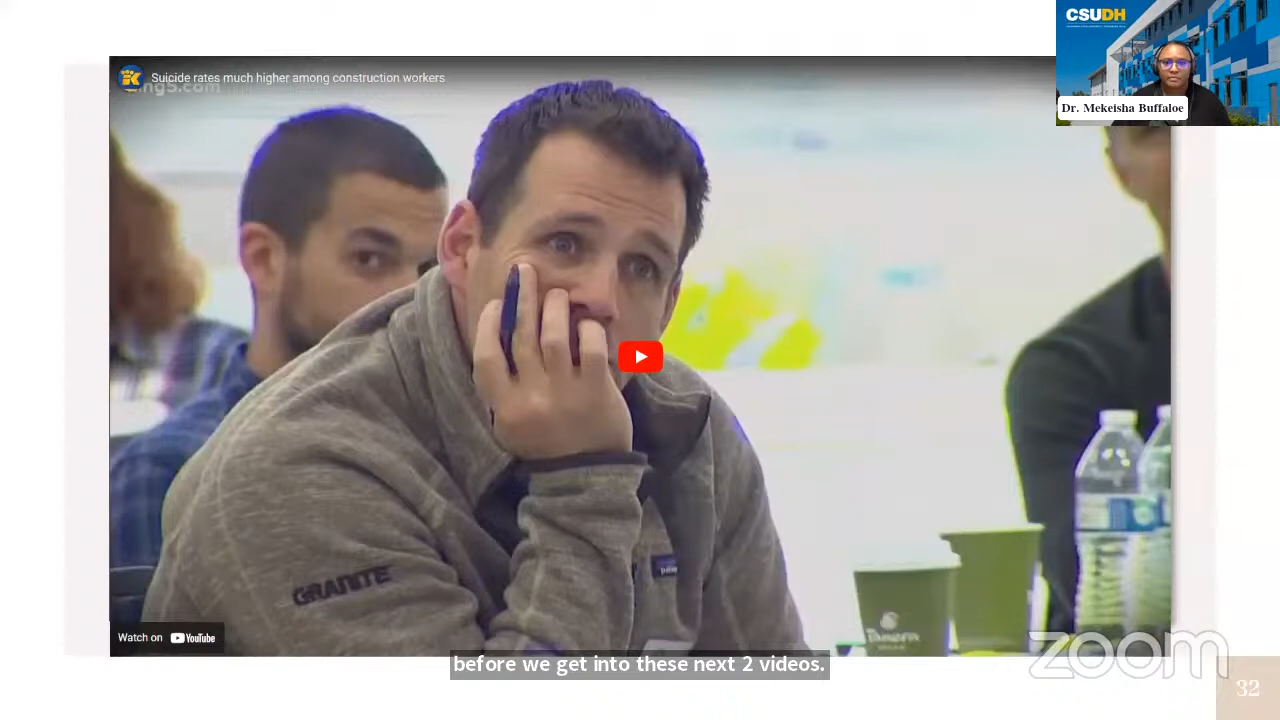 CSUDH
Dr. Mekeisha Buffaloe
Suicide rates much higher among construction workers
GRANITE
Watch on YouTube
before we get into these next 2 videos.
zoom
32